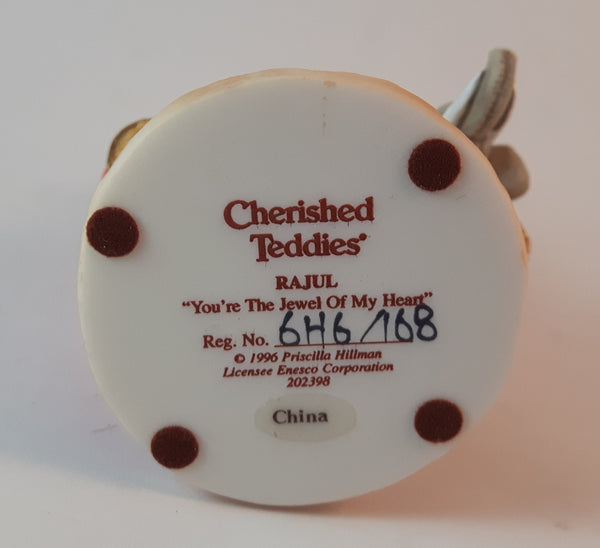 Cherished
Teddies®
RAJUL
"You're The Jewel Of My Heart"
Reg. No. 6H6/168
© 1996 Priscilla Hillman
Licensee Enesco Corporation
202398
China